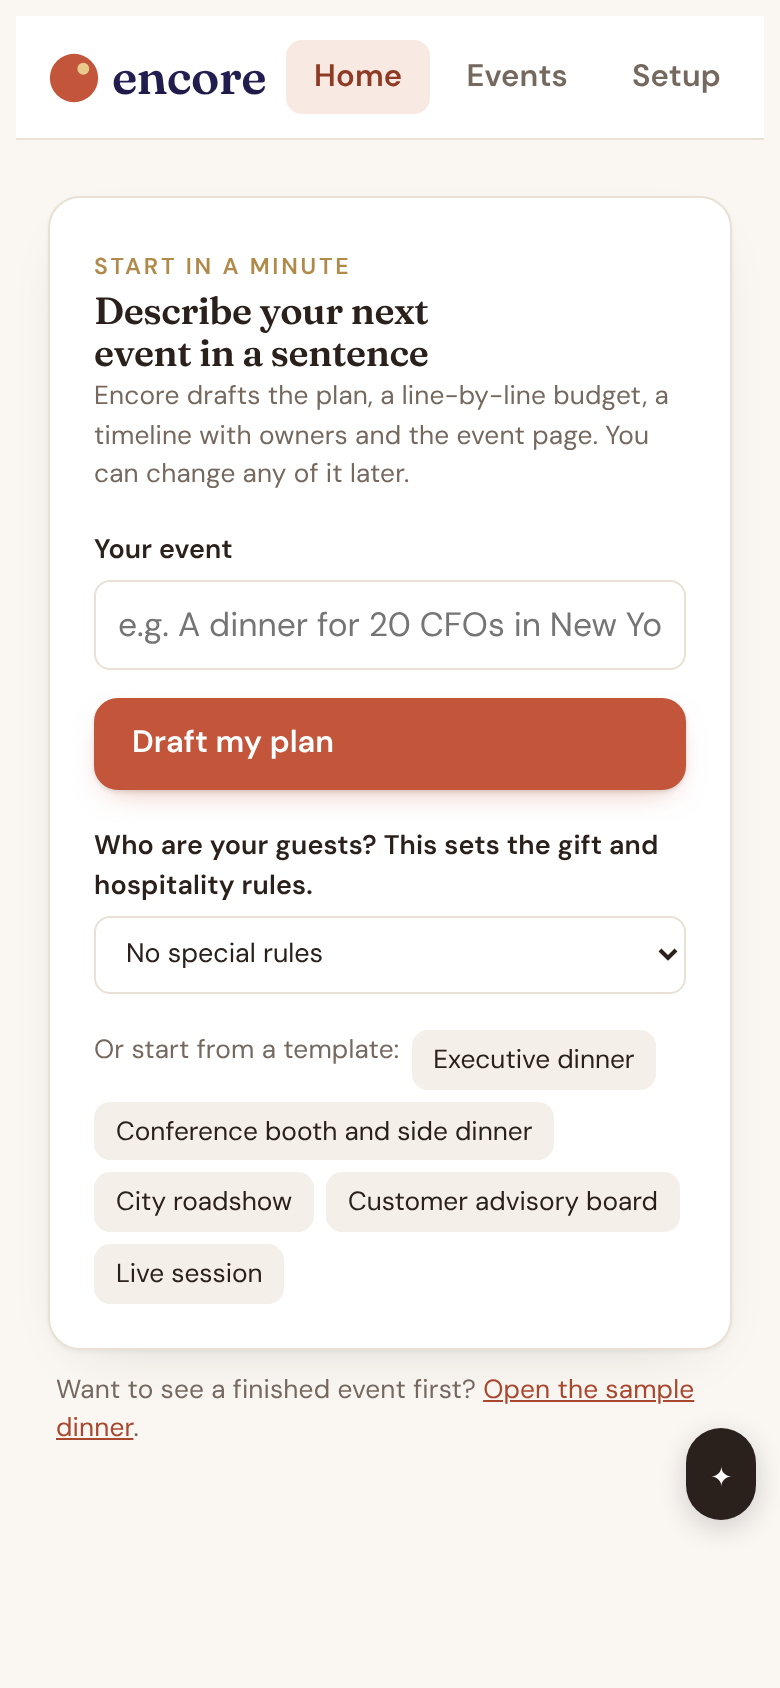 encore
Home
Events
Setup
START IN A MINUTE
Describe your next
event in a sentence
Encore drafts the plan, a line-by-line budget, a
timeline with owners and the event page. You
can change any of it later.
Your event
e.g. A dinner for 20 CFOs in New Yo
Draft my plan
Who are your guests? This sets the gift and
hospitality rules.
No special rules
Or start from a template:
Executive dinner
Conference booth and side dinner
City roadshow
Customer advisory board
Live session
Want to see a finished event first? Open the sample
dinner.